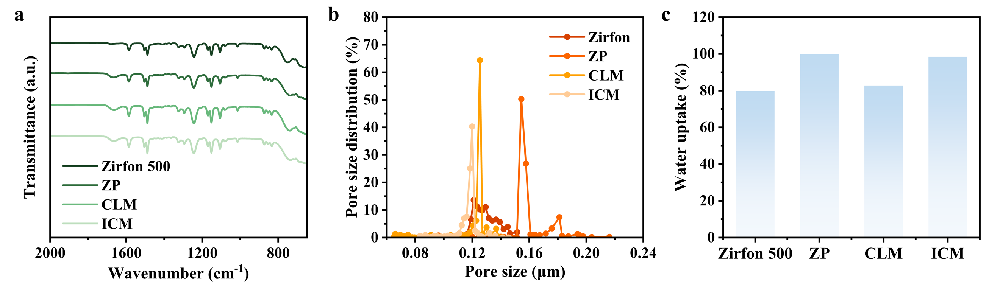 a
Transmittance (a.u.)
Zirfon 500
ZP
CLM
ICM
2000 1600 1200 800
Wavenumber (cm⁻¹)
b
Pore size distribution (%)
80
70
60
50
40
30
20
10
0
Zirfon
ZP
CLM
ICM
0.08 0.12 0.16 0.20 0.24
Pore size (μm)
c
Water uptake (%)
120
100
80
60
40
20
0
Zirfon 500 ZP CLM ICM